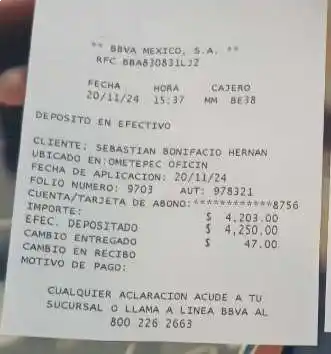 ** BBVA MEXICO, S.A. **
RFC BBA830831LJ2
FECHA HORA CAJERO
20/11/24 15:37 MM BE38
DEPOSITO EN EFECTIVO
CLIENTE: SEBASTIAN BONIFACIO HERNAN
UBICADO EN:OMETEPEC OFICIN
FECHA DE APLICACION: 20/11/24
FOLIO NUMERO: 9703 AUT: 978321
CUENTA/TARJETA DE ABONO:************8756
IMPORTE: $ 4,203.00
EFEC. DEPOSITADO $ 4,250.00
CAMBIO ENTREGADO $ 47.00
CAMBIO EN RECIBO
MOTIVO DE PAGO:
CUALQUIER ACLARACION ACUDE A TU
SUCURSAL O LLAMA A LINEA BBVA AL
800 226 2663